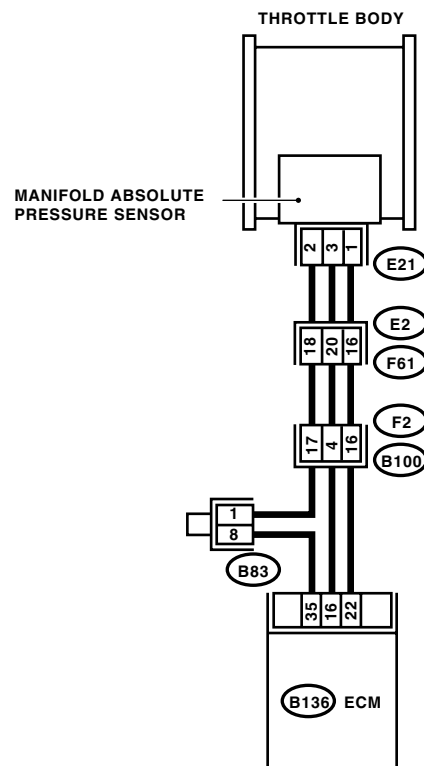 THROTTLE BODY
MANIFOLD ABSOLUTE
PRESSURE SENSOR
2 3 1
E21
E2
18 20 16
F61
F2
17 4 16
B100
1
8
B83
35 16 22
B136 ECM